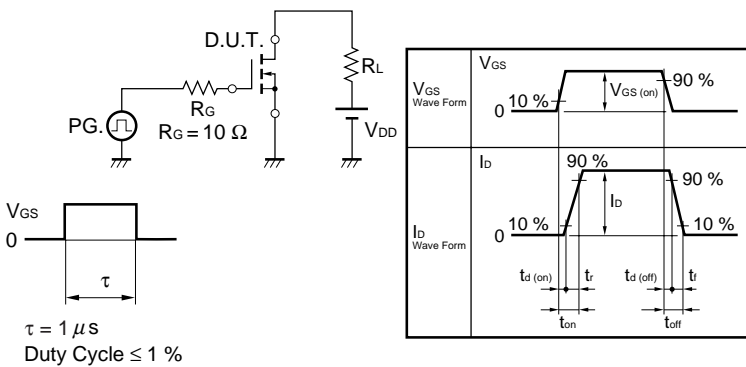 D.U.T.
RL
RG
PG.
RG = 10 Ω
VDD
VGS
0
τ
τ = 1 μs
Duty Cycle ≤ 1 %
VGS
Wave Form
VGS
10 %
VGS (on)
90 %
0
ID
Wave Form
ID
90 %
90 %
ID
10 %
10 %
0
td (on)
tr
td (off)
tf
ton
toff